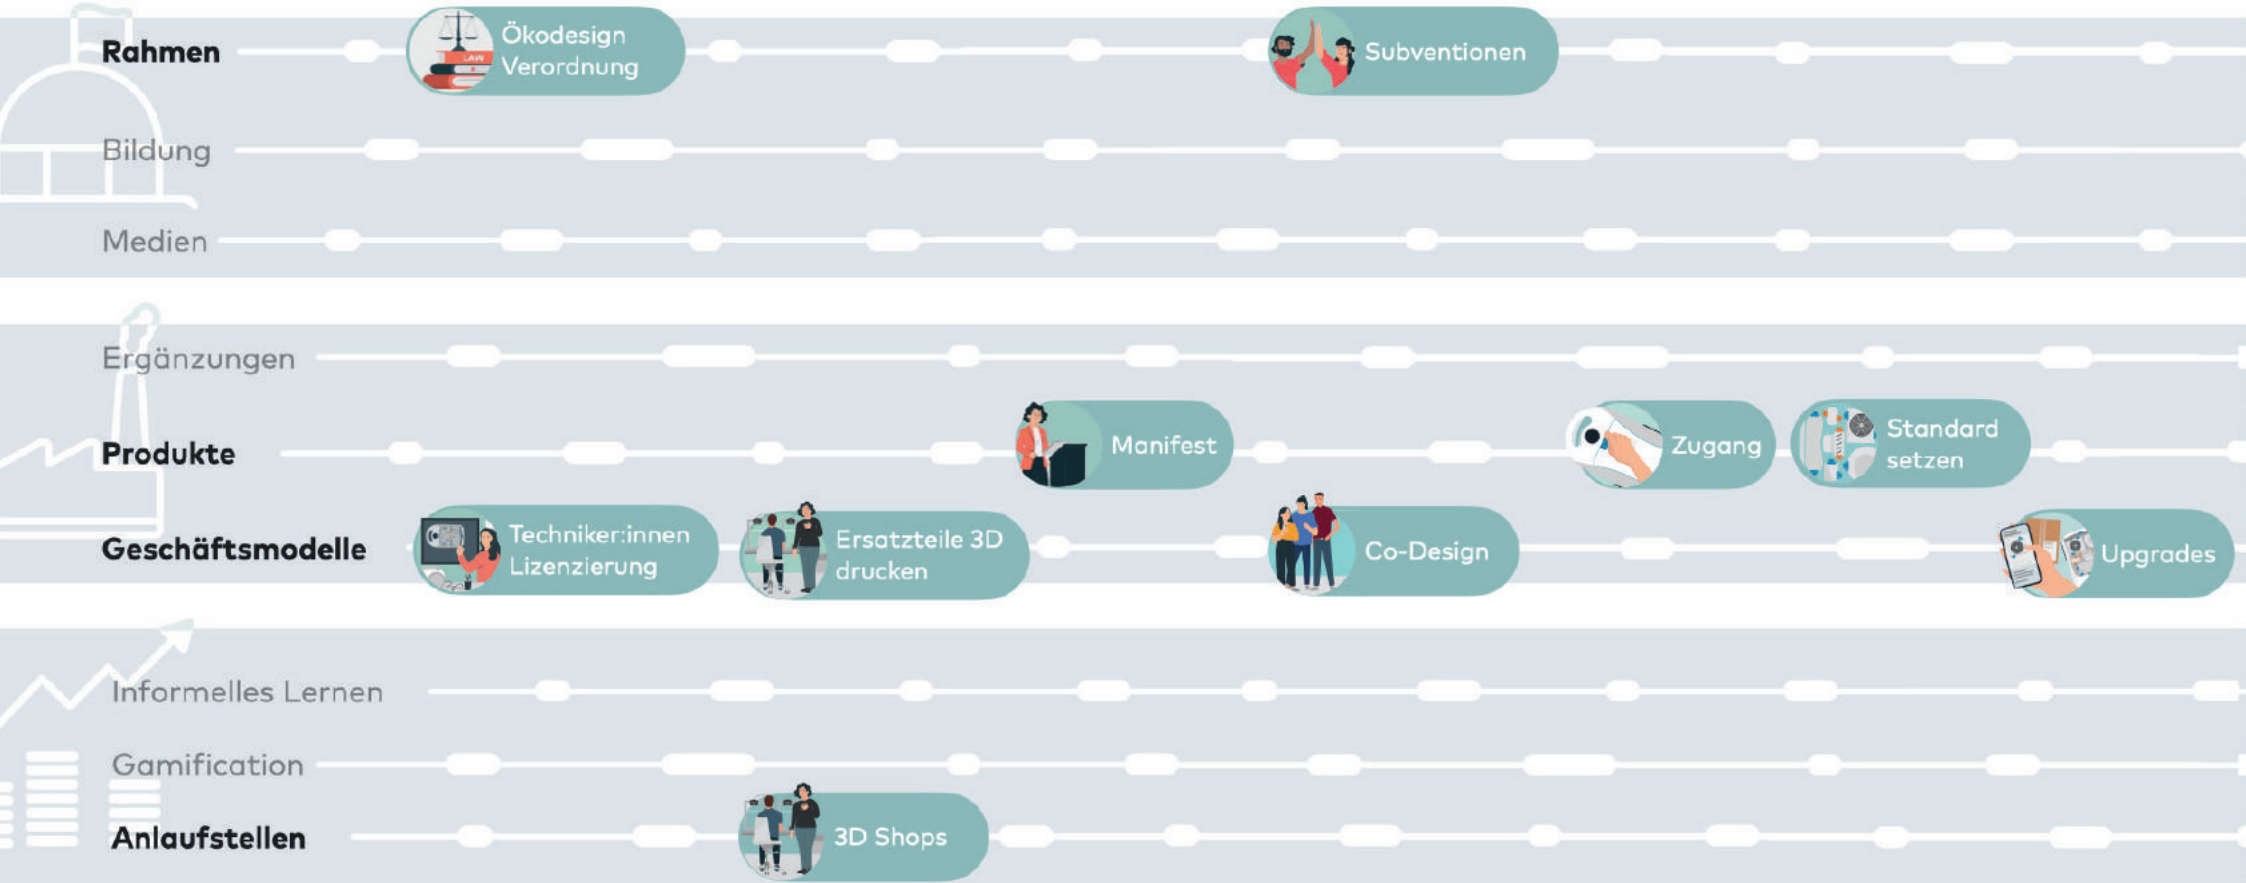 Rahmen
Ökodesign
Verordnung
LAW
Subventionen
Bildung
Medien
Ergänzungen
Produkte
Manifest
Zugang
Standard
setzen
Geschäftsmodelle
Techniker:innen
Lizenzierung
Ersatzteile 3D
drucken
Co-Design
Upgrades
Informelles Lernen
Gamification
Anlaufstellen
3D Shops